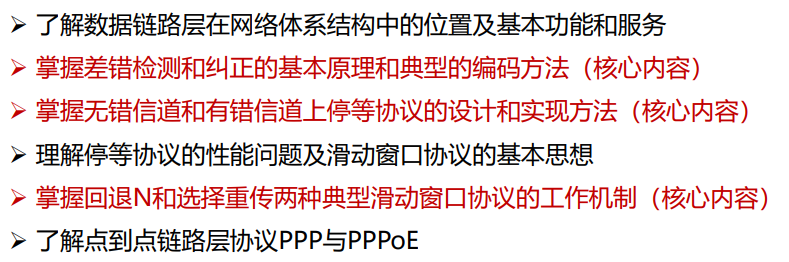 ➢ 了解数据链路层在网络体系结构中的位置及基本功能和服务
➢ 掌握差错检测和纠正的基本原理和典型的编码方法（核心内容）
➢ 掌握无错信道和有错信道上停等协议的设计和实现方法（核心内容）
➢ 理解停等协议的性能问题及滑动窗口协议的基本思想
➢ 掌握回退N和选择重传两种典型滑动窗口协议的工作机制（核心内容）
➢ 了解点到点链路层协议PPP与PPPoE